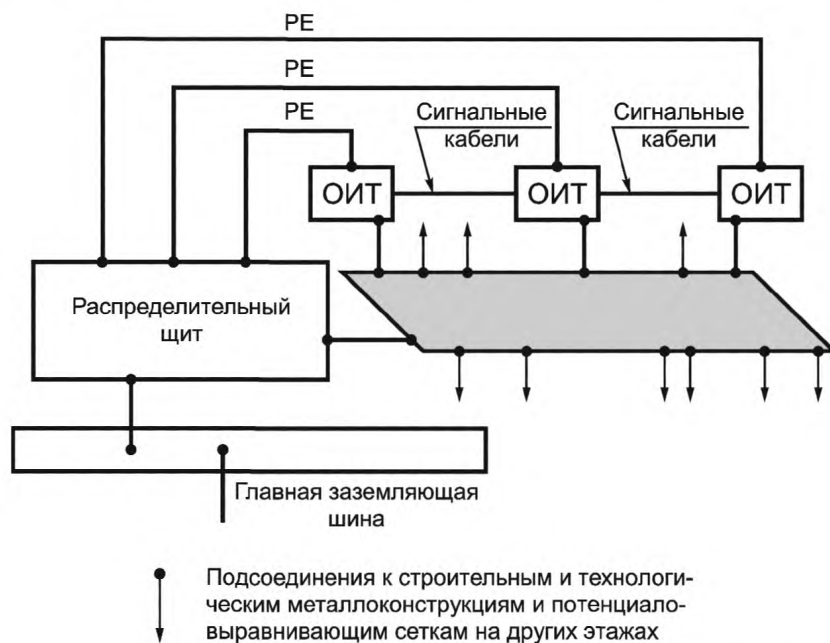 PE
PE
PE
Сигнальные
кабели
Сигнальные
кабели
ОИТ
ОИТ
ОИТ
Распределительный
щит
Главная заземляющая
шина
Подсоединения к строительным и технологи-
ческим металлоконструкциям и потенциало-
выравнивающим сеткам на других этажах